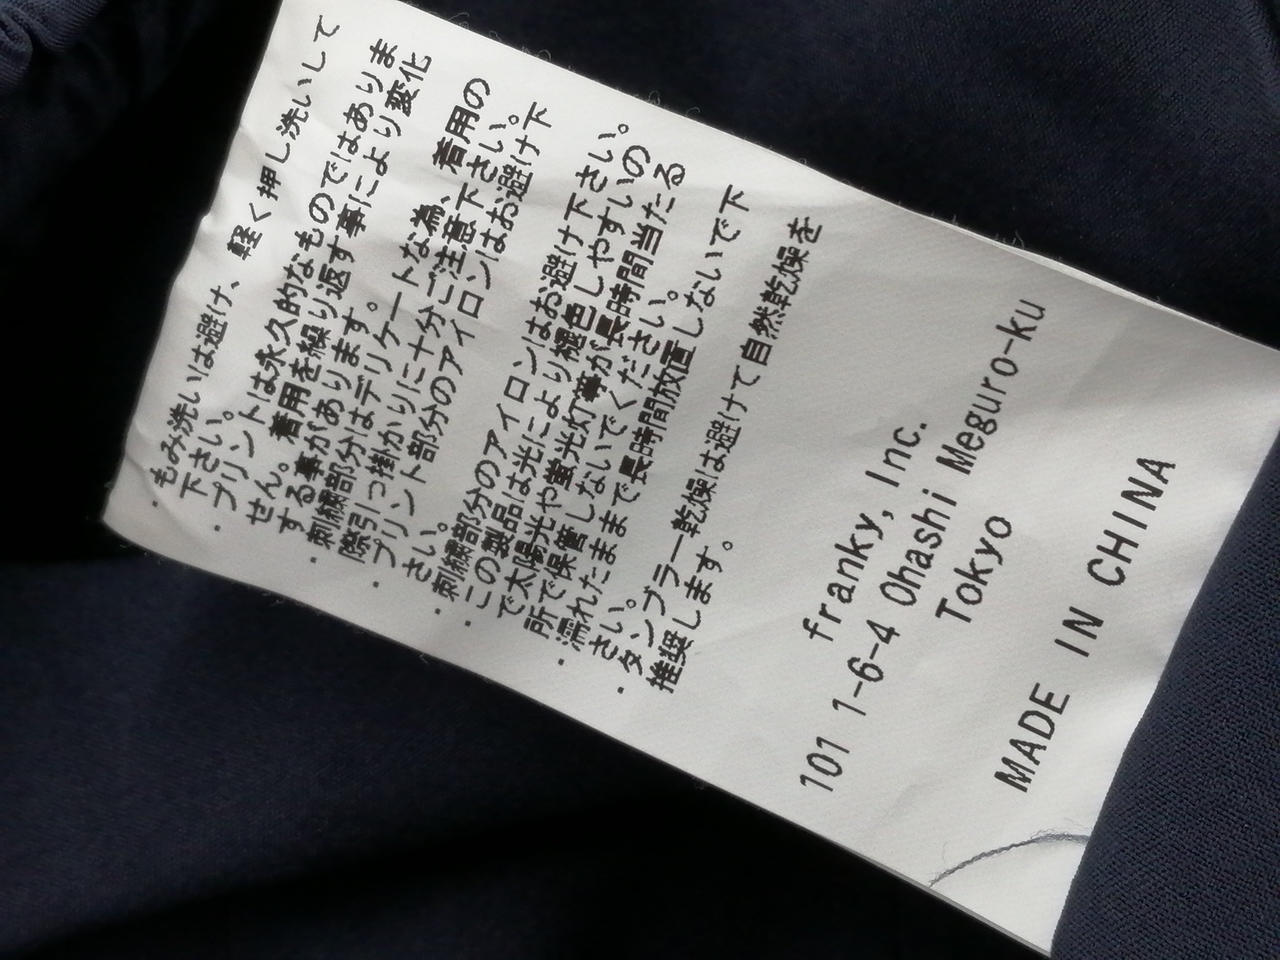 ・もみ洗いは避け、軽く押し洗いして
下さい。
・プリントは永久的なものではありま
せん。着用を繰り返す事により変化
する事があります。
・刺繍部分はデリケートな為、着用の
際引っ掛かりに十分ご注意下さい。
・プリント部分のアイロンはお避け下
さい。
・刺繍部分のアイロンはお避け下さい。
・この製品は光により褪色しやすいの
で太陽光や蛍光灯等が長時間当たる
所で保管しないでください。
・濡れたままで長時間放置しないで下
さい。
・タンブラー乾燥は避けて自然乾燥を
推奨します。
franky, Inc.
101 1-6-4 Ohashi Meguro-ku
Tokyo
MADE IN CHINA